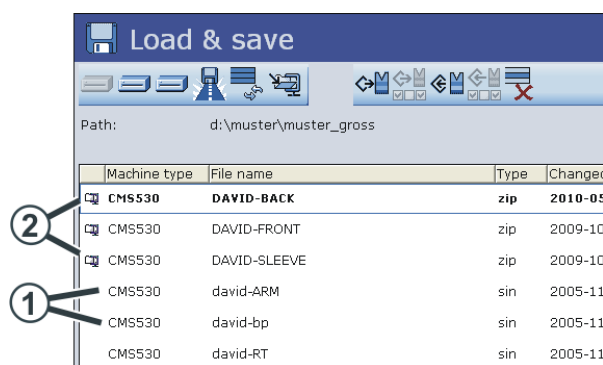 Load & save
Path: d:\muster\muster_gross
Machine type File name Type Changed
CMS530 DAVID-BACK zip 2010-05
2 CMS530 DAVID-FRONT zip 2009-10
CMS530 DAVID-SLEEVE zip 2009-10
1 CMS530 david-ARM sin 2005-11
CMS530 david-bp sin 2005-11
CMS530 david-RT sin 2005-11